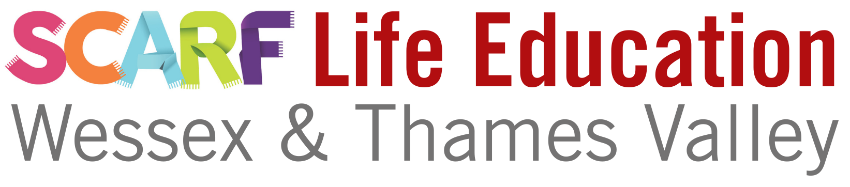 SCARF Life Education
Wessex & Thames Valley